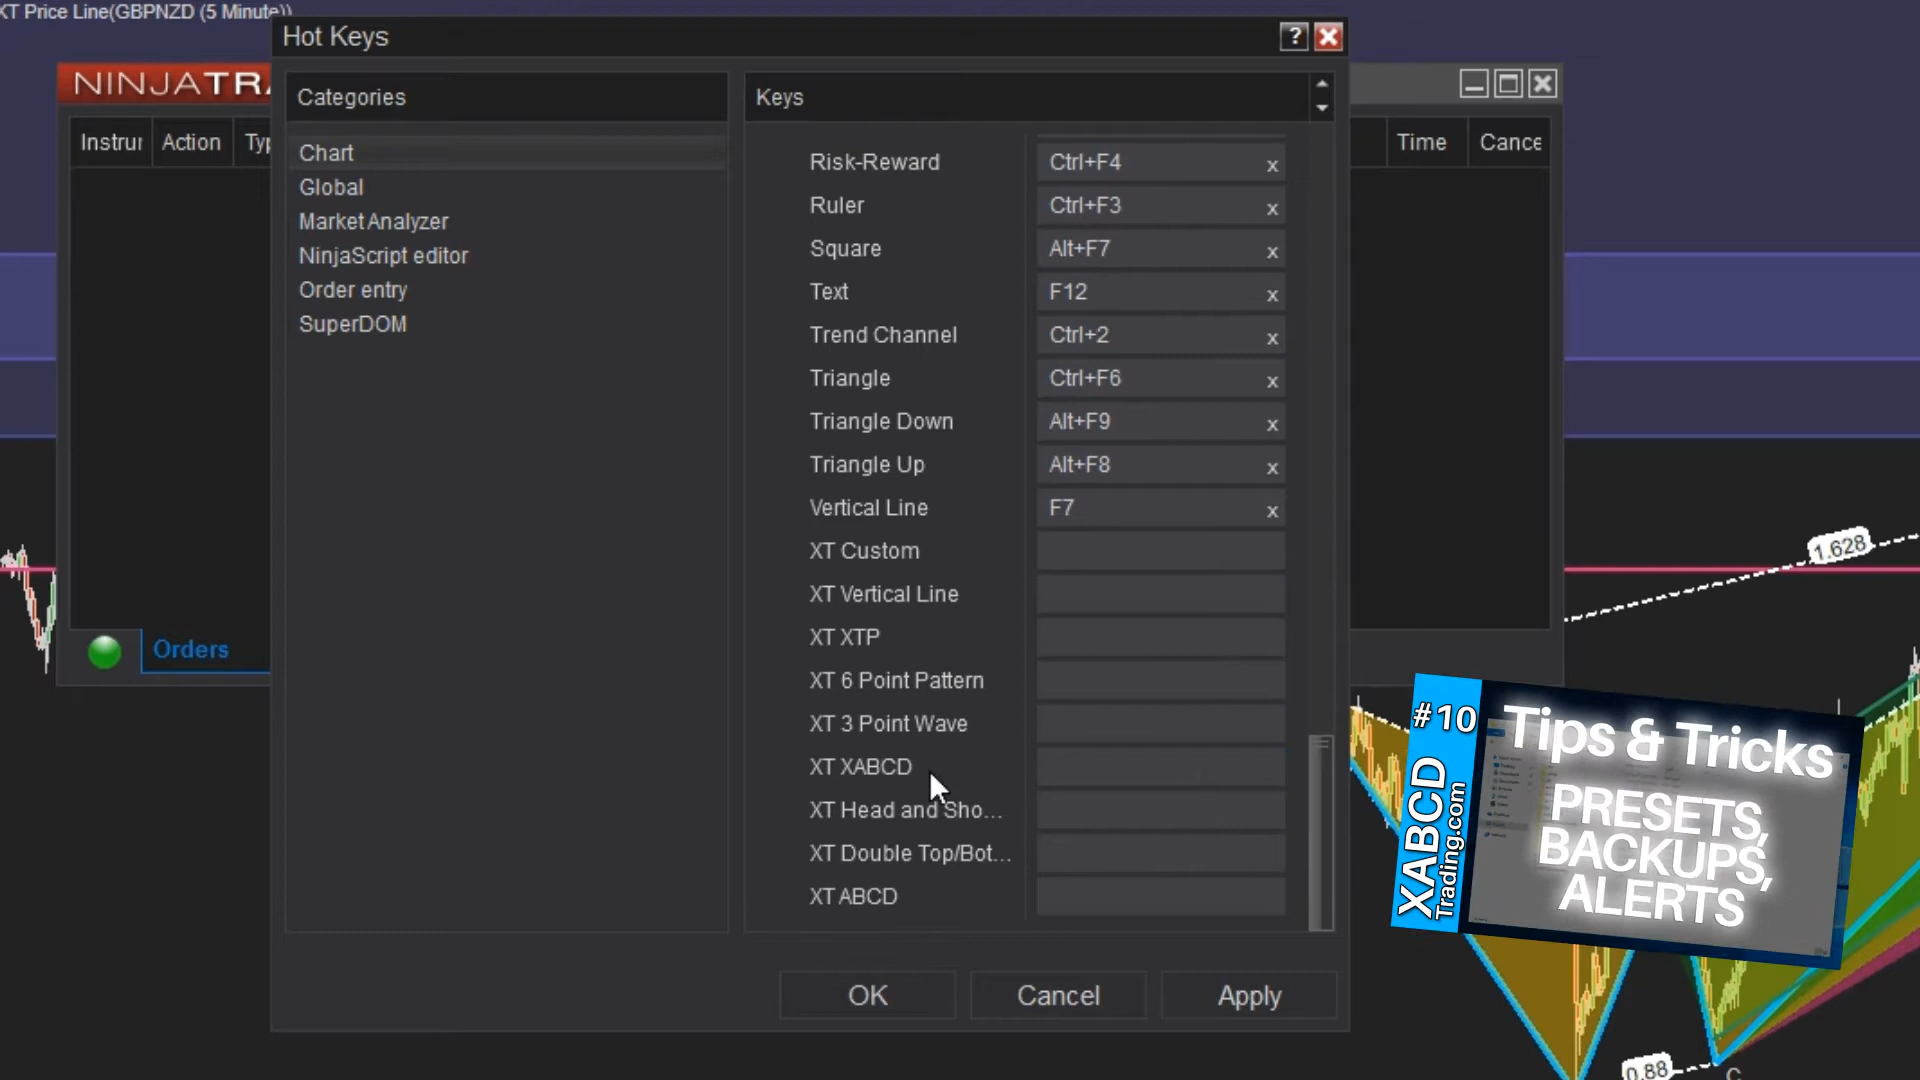 XT Price Line(GBPNZD (5 Minute))
Hot Keys
?
NINJATRA
Instrur Action Typ
Time Cance
Categories
Chart
Global
Market Analyzer
NinjaScript editor
Order entry
SuperDOM
Orders
Keys
Risk-Reward Ctrl+F4 x
Ruler Ctrl+F3 x
Square Alt+F7 x
Text F12 x
Trend Channel Ctrl+2 x
Triangle Ctrl+F6 x
Triangle Down Alt+F9 x
Triangle Up Alt+F8 x
Vertical Line F7 x
XT Custom
XT Vertical Line
XT XTP
XT 6 Point Pattern
XT 3 Point Wave
XT XABCD
XT Head and Sho...
XT Double Top/Bot...
XT ABCD
OK Cancel Apply
1.628
#10
XABCD
Trading.com
Tips & Tricks
PRESETS,
BACKUPS,
ALERTS
0.88
C